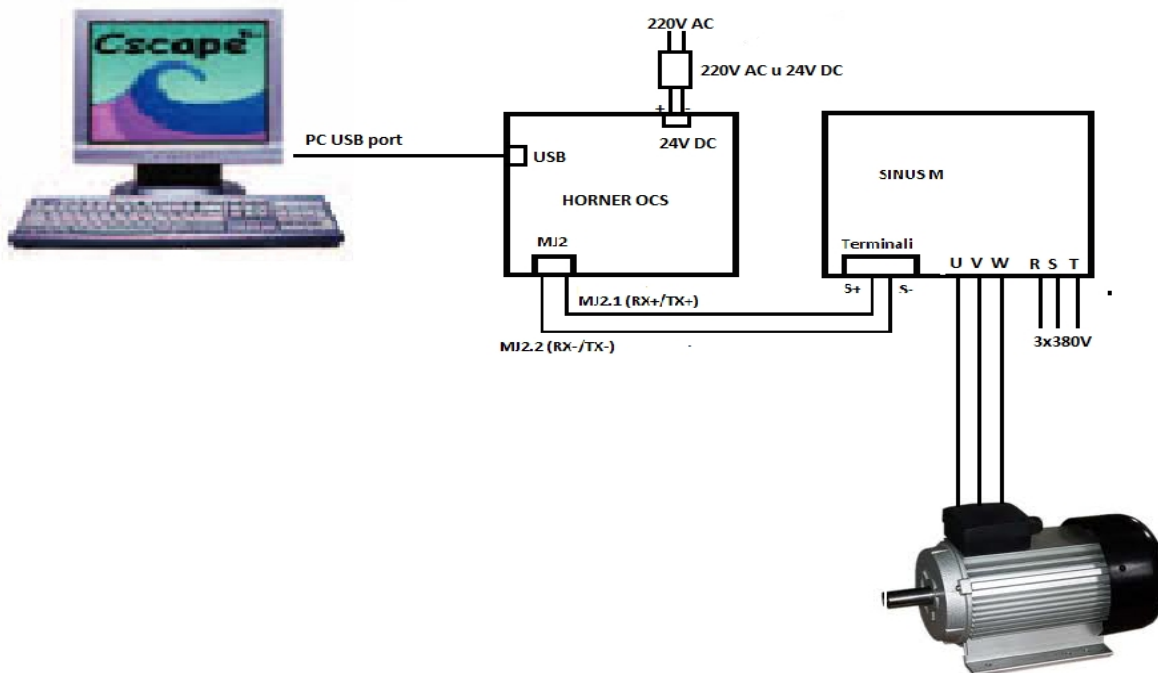 Cscape
220V AC
220V AC u 24V DC
+ -
24V DC
PC USB port
USB
HORNER OCS
MJ2
MJ2.1 (RX+/TX+)
MJ2.2 (RX-/TX-)
SINUS M
Terminali
S+ S-
U V W R S T
3x380V